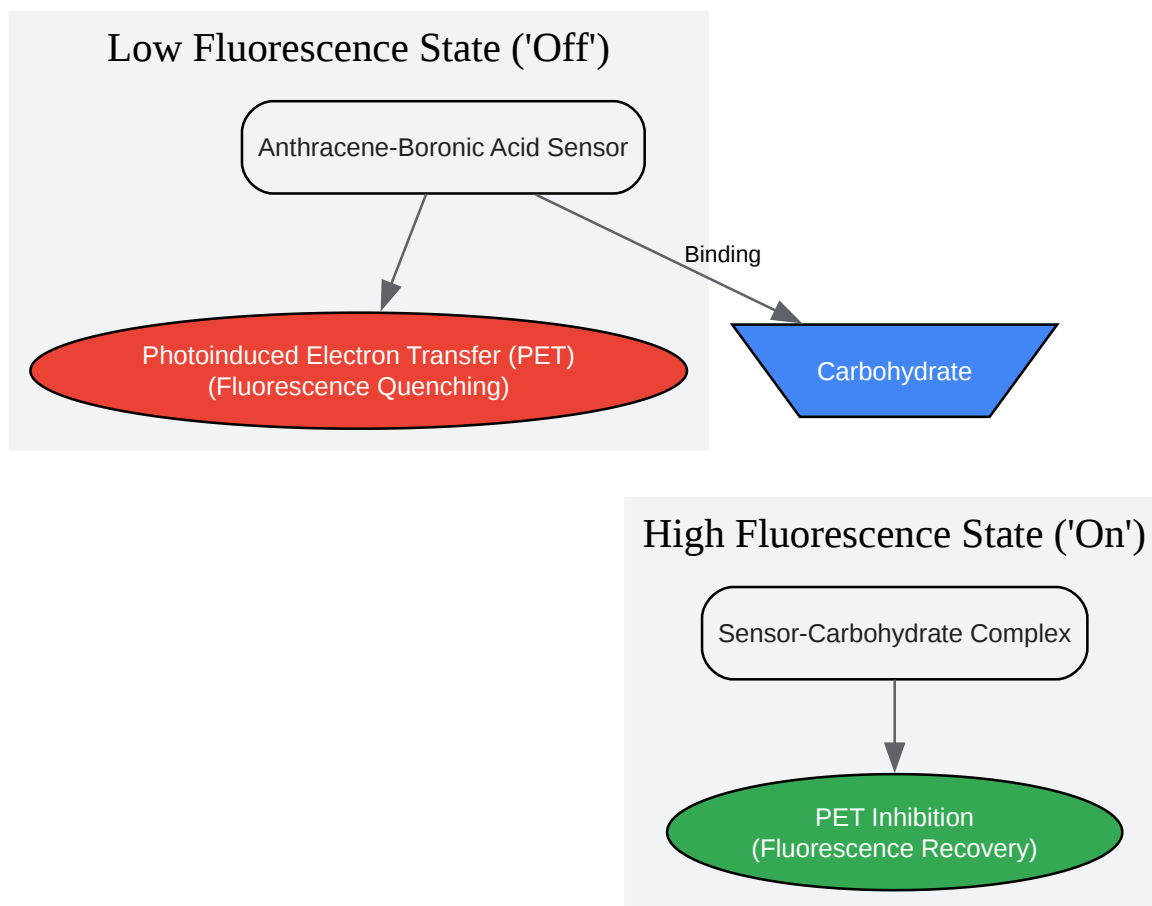 Low Fluorescence State ('Off')
Anthracene-Boronic Acid Sensor
Binding
Photoinduced Electron Transfer (PET)
(Fluorescence Quenching)
Carbohydrate
High Fluorescence State ('On')
Sensor-Carbohydrate Complex
PET Inhibition
(Fluorescence Recovery)